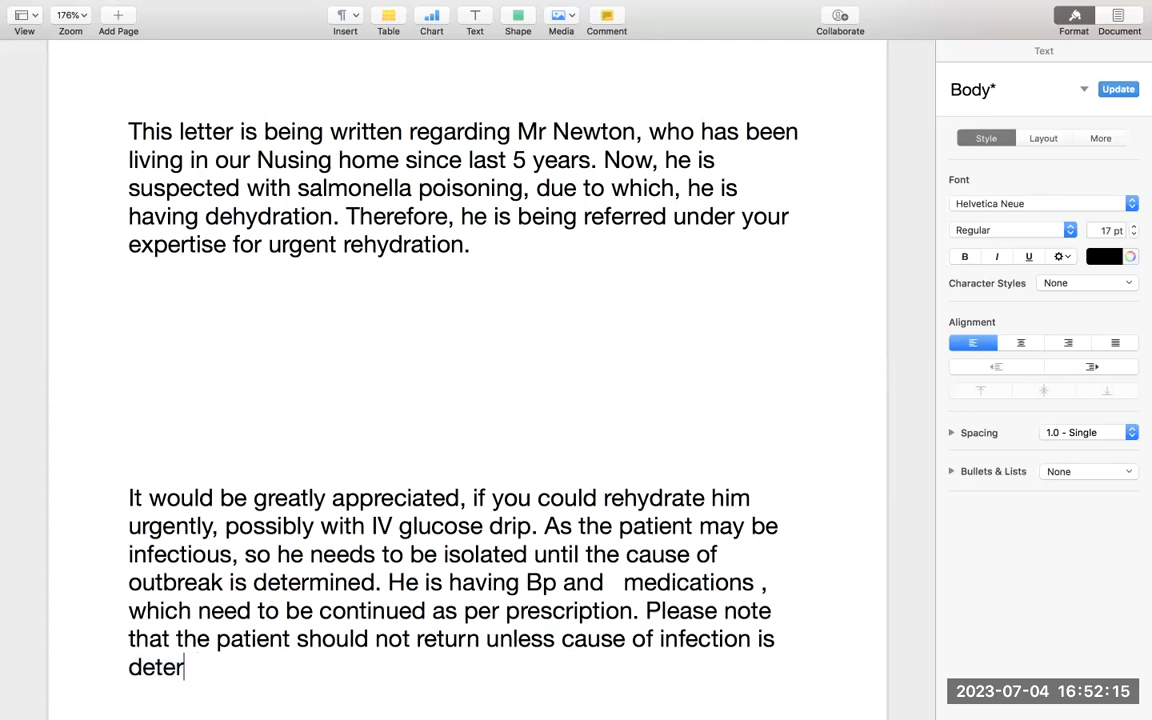 176%
View Zoom Add Page Insert Table Chart Text Shape Media Comment Collaborate Format Document
Text
Body* Update
Style Layout More
Font
Helvetica Neue
Regular 17 pt
B I U
Character Styles None
Alignment
Spacing 1.0 - Single
Bullets & Lists None
This letter is being written regarding Mr Newton, who has been
living in our Nusing home since last 5 years. Now, he is
suspected with salmonella poisoning, due to which, he is
having dehydration. Therefore, he is being referred under your
expertise for urgent rehydration.
It would be greatly appreciated, if you could rehydrate him
urgently, possibly with IV glucose drip. As the patient may be
infectious, so he needs to be isolated until the cause of
outbreak is determined. He is having Bp and   medications ,
which need to be continued as per prescription. Please note
that the patient should not return unless cause of infection is
deter
2023-07-04 16:52:15